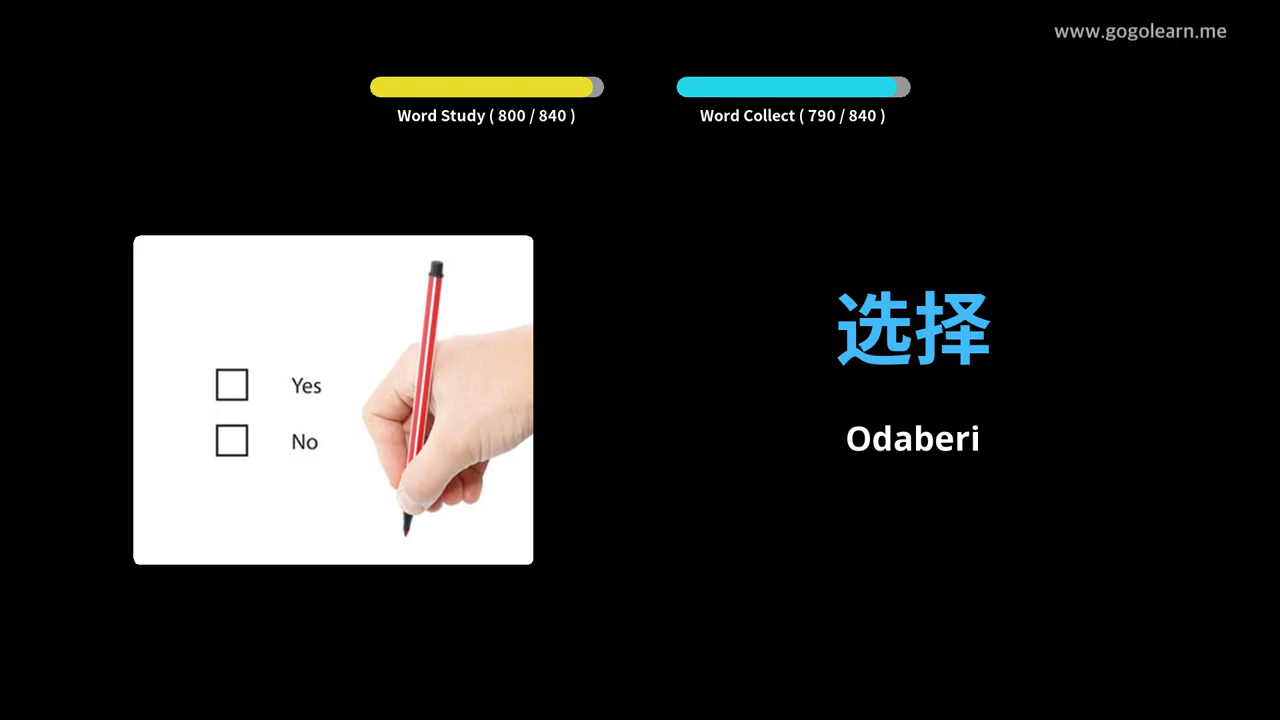 www.gogolearn.me
Word Study ( 800 / 840 )
Word Collect ( 790 / 840 )
Yes
No
选择
Odaberi